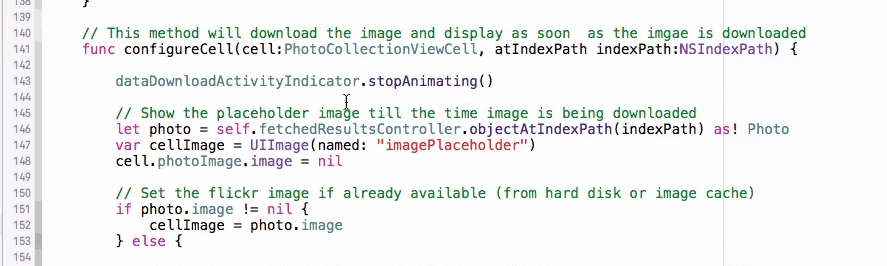 138 }
139
140 // This method will download the image and display as soon  as the imgae is downloaded
141 func configureCell(cell:PhotoCollectionViewCell, atIndexPath indexPath:NSIndexPath) {
142
143 dataDownloadActivityIndicator.stopAnimating()
144
145 // Show the placeholder image till the time image is being downloaded
146 let photo = self.fetchedResultsController.objectAtIndexPath(indexPath) as! Photo
147 var cellImage = UIImage(named: "imagePlaceholder")
148 cell.photoImage.image = nil
149
150 // Set the flickr image if already available (from hard disk or image cache)
151 if photo.image != nil {
152 cellImage = photo.image
153 } else {
154